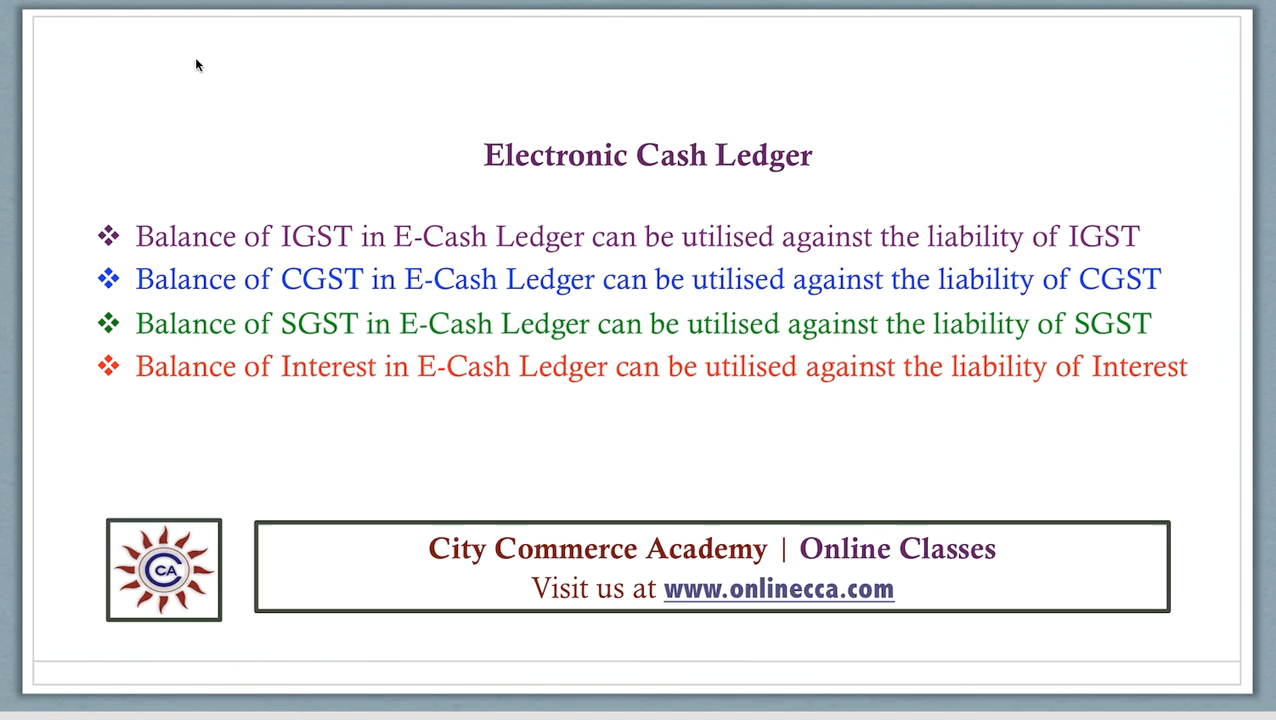 Electronic Cash Ledger
Balance of IGST in E-Cash Ledger can be utilised against the liability of IGST
Balance of CGST in E-Cash Ledger can be utilised against the liability of CGST
Balance of SGST in E-Cash Ledger can be utilised against the liability of SGST
Balance of Interest in E-Cash Ledger can be utilised against the liability of Interest
CCA
City Commerce Academy | Online Classes
Visit us at www.onlinecca.com